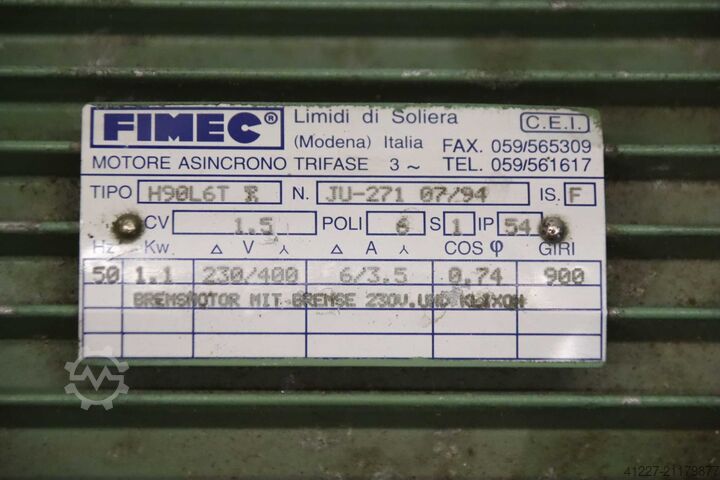 FIMEC® Limidi di Soliera C.E.I.
(Modena) Italia FAX. 059/565309
MOTORE ASINCRONO TRIFASE 3~ TEL. 059/561617
TIPO H90L6T N. JU-271 07/94 IS. F
CV 1.5 POLI 6 S 1 IP 54
Hz Kw △ V ⅄ △ A ⅄ COS φ GIRI
50 1.1 230/400 6/3.5 0.74 900
BREMSMOTOR MIT BREMSE 230V.UND KLIXON
41227-21179877